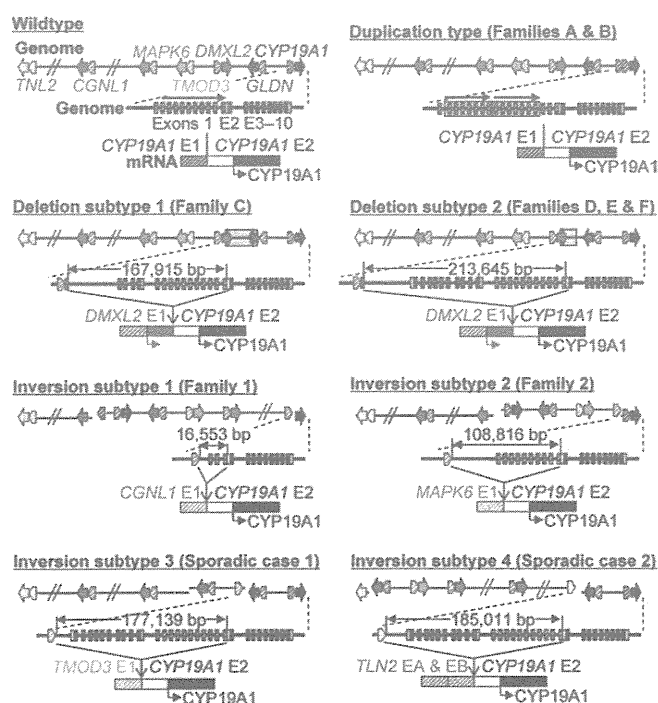 Wildtype
Genome
MAPK6 DMXL2 CYP19A1
TNL2 CGNL1 TMOD3 GLDN
Genome
Exons 1 E2 E3–10
CYP19A1 E1 CYP19A1 E2
mRNA
CYP19A1
Duplication type (Families A & B)
CYP19A1 E1 CYP19A1 E2
CYP19A1
Deletion subtype 1 (Family C)
167,915 bp
DMXL2 E1 CYP19A1 E2
CYP19A1
Deletion subtype 2 (Families D, E & F)
213,645 bp
DMXL2 E1 CYP19A1 E2
CYP19A1
Inversion subtype 1 (Family 1)
16,553 bp
CGNL1 E1 CYP19A1 E2
CYP19A1
Inversion subtype 2 (Family 2)
108,816 bp
MAPK6 E1 CYP19A1 E2
CYP19A1
Inversion subtype 3 (Sporadic case 1)
177,139 bp
TMOD3 E1 CYP19A1 E2
CYP19A1
Inversion subtype 4 (Sporadic case 2)
185,011 bp
TLN2 EA & EB CYP19A1 E2
CYP19A1